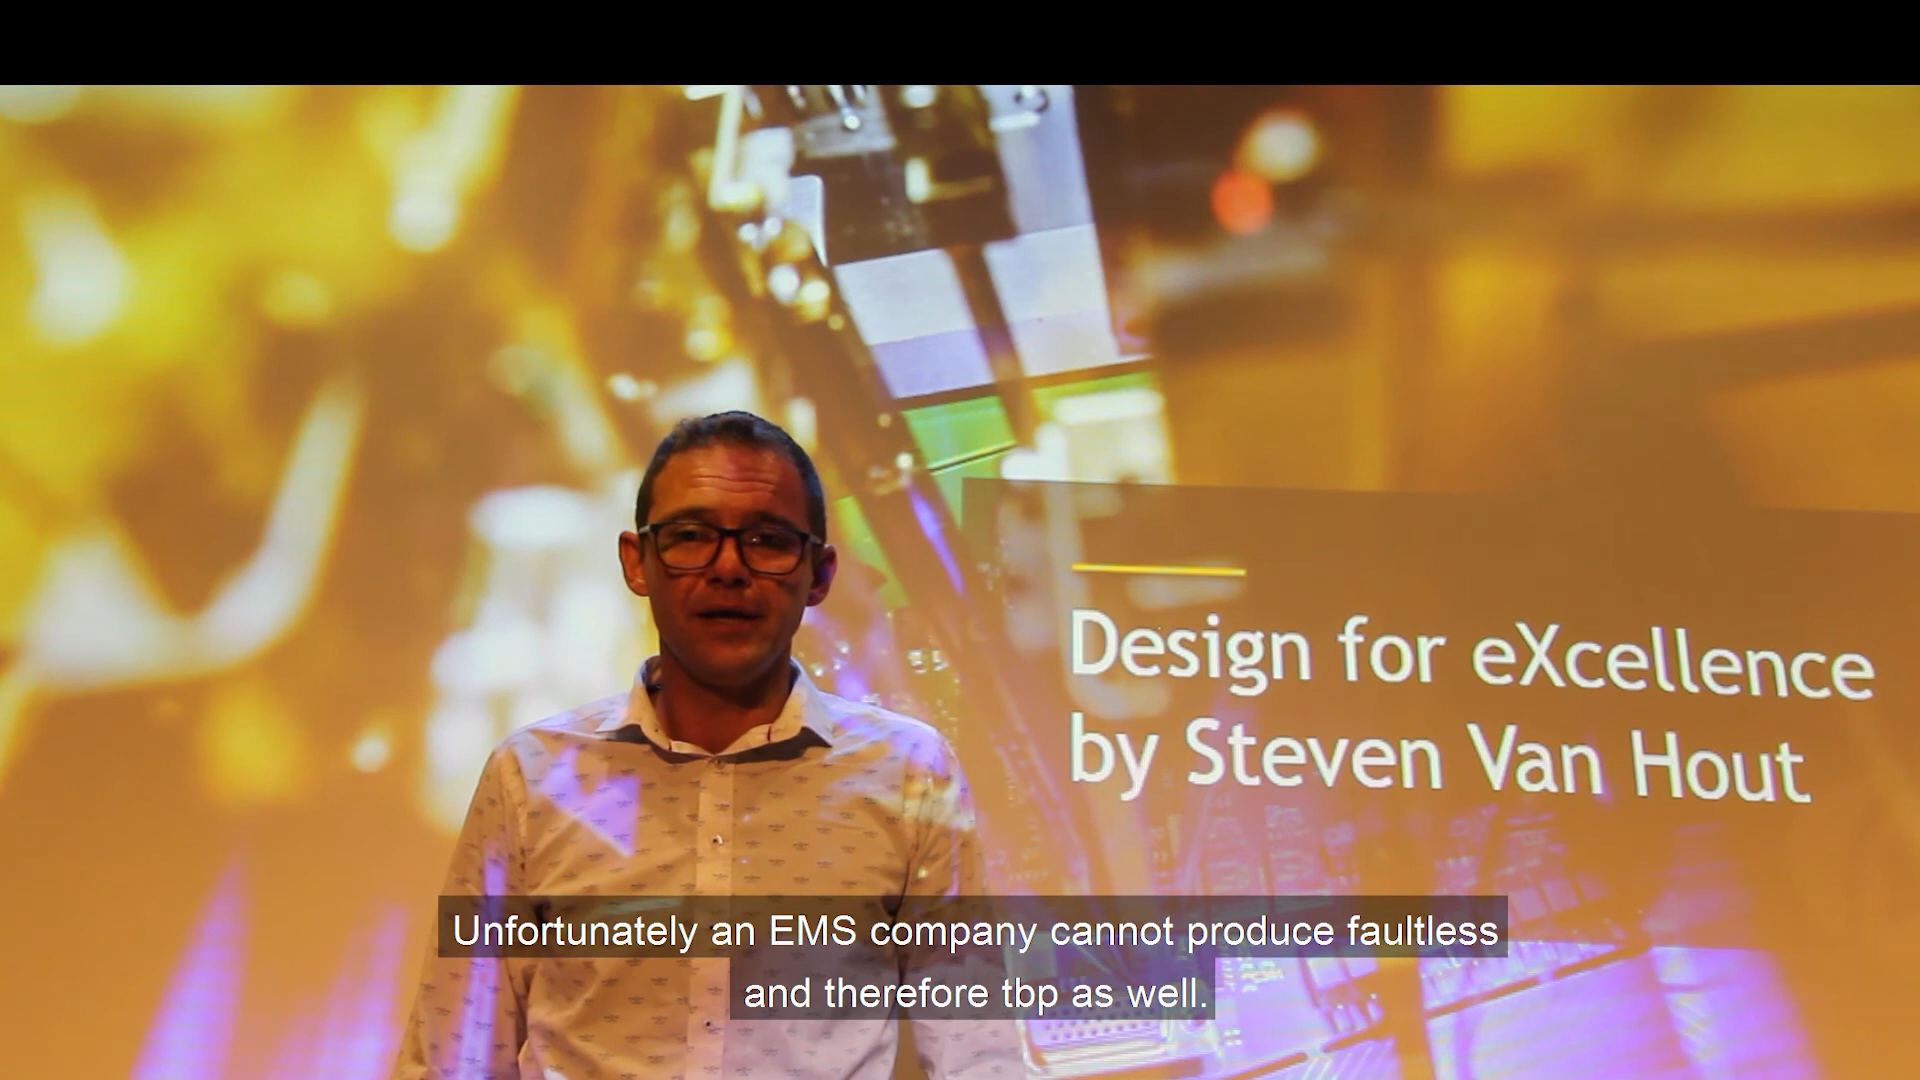 Design for eXcellence
by Steven Van Hout
Unfortunately an EMS company cannot produce faultless
and therefore tbp as well.